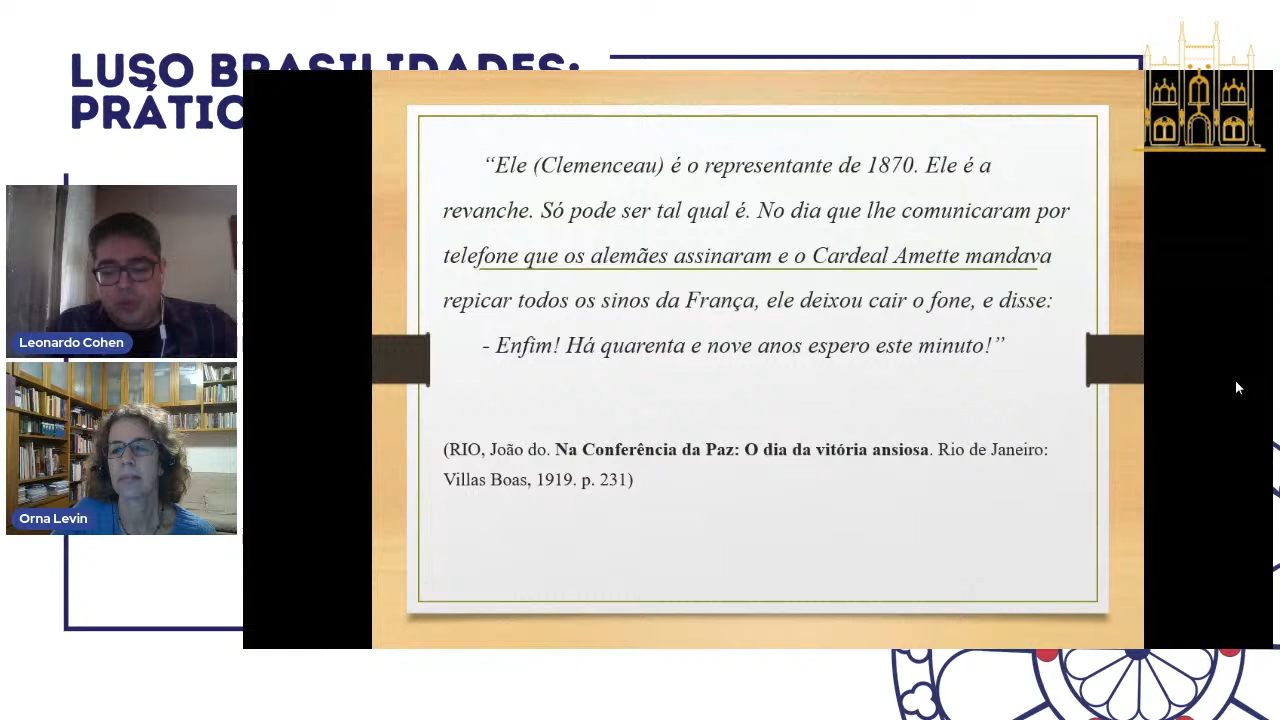 LUSO BRASILIDADES:
PRÁTIC
“Ele (Clemenceau) é o representante de 1870. Ele é a
revanche. Só pode ser tal qual é. No dia que lhe comunicaram por
telefone que os alemães assinaram e o Cardeal Amette mandava
repicar todos os sinos da França, ele deixou cair o fone, e disse:
- Enfim! Há quarenta e nove anos espero este minuto!”
(RIO, João do. Na Conferência da Paz: O dia da vitória ansiosa. Rio de Janeiro:
Villas Boas, 1919. p. 231)
Leonardo Cohen
Orna Levin